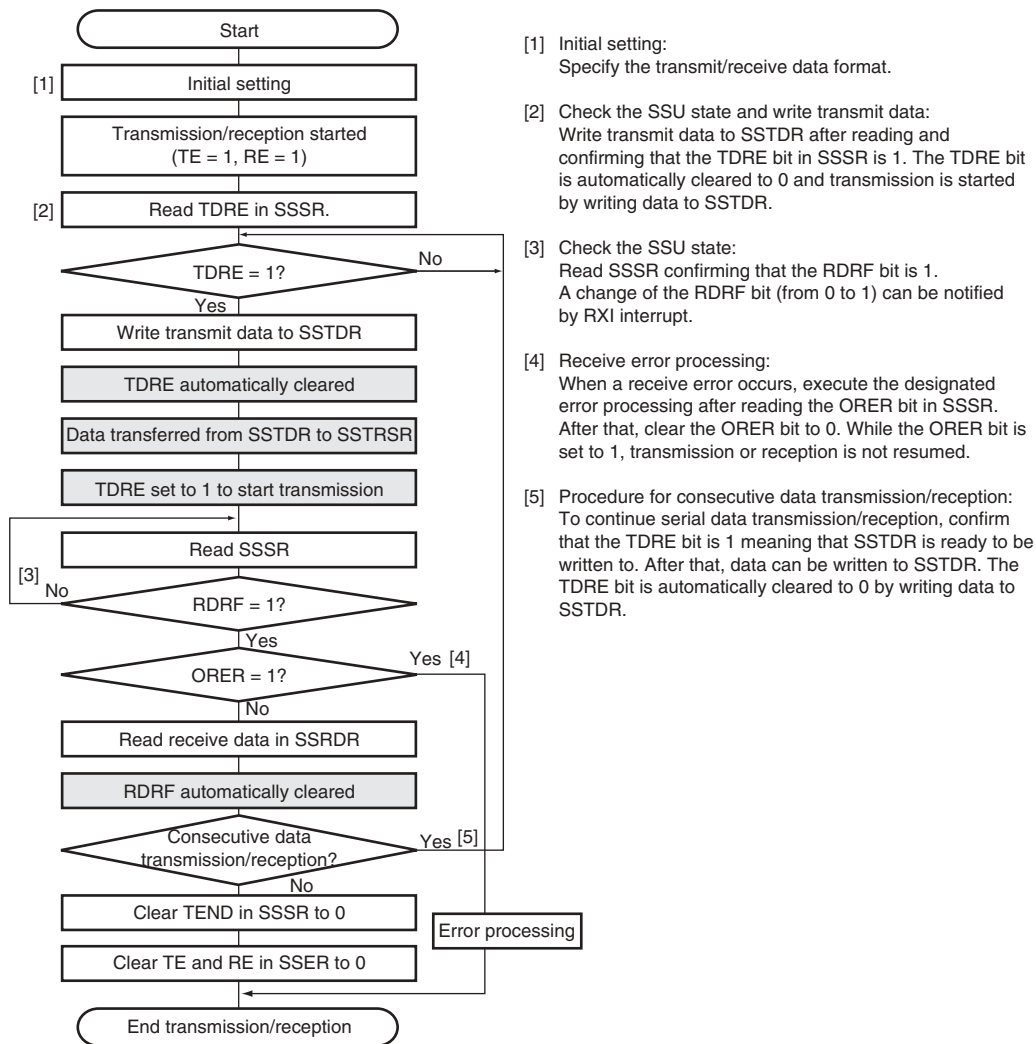 Start
[1] Initial setting
Transmission/reception started
(TE = 1, RE = 1)
[2] Read TDRE in SSSR.
TDRE = 1?
No
Yes
Write transmit data to SSTDR
TDRE automatically cleared
Data transferred from SSTDR to SSTRSR
TDRE set to 1 to start transmission
Read SSSR
[3]
No
RDRF = 1?
Yes
ORER = 1?
Yes [4]
No
Read receive data in SSRDR
RDRF automatically cleared
Consecutive data
transmission/reception?
Yes [5]
No
Clear TEND in SSSR to 0
Error processing
Clear TE and RE in SSER to 0
End transmission/reception
[1] Initial setting:
Specify the transmit/receive data format.
[2] Check the SSU state and write transmit data:
Write transmit data to SSTDR after reading and
confirming that the TDRE bit in SSSR is 1. The TDRE bit
is automatically cleared to 0 and transmission is started
by writing data to SSTDR.
[3] Check the SSU state:
Read SSSR confirming that the RDRF bit is 1.
A change of the RDRF bit (from 0 to 1) can be notified
by RXI interrupt.
[4] Receive error processing:
When a receive error occurs, execute the designated
error processing after reading the ORER bit in SSSR.
After that, clear the ORER bit to 0. While the ORER bit is
set to 1, transmission or reception is not resumed.
[5] Procedure for consecutive data transmission/reception:
To continue serial data transmission/reception, confirm
that the TDRE bit is 1 meaning that SSTDR is ready to be
written to. After that, data can be written to SSTDR. The
TDRE bit is automatically cleared to 0 by writing data to
SSTDR.